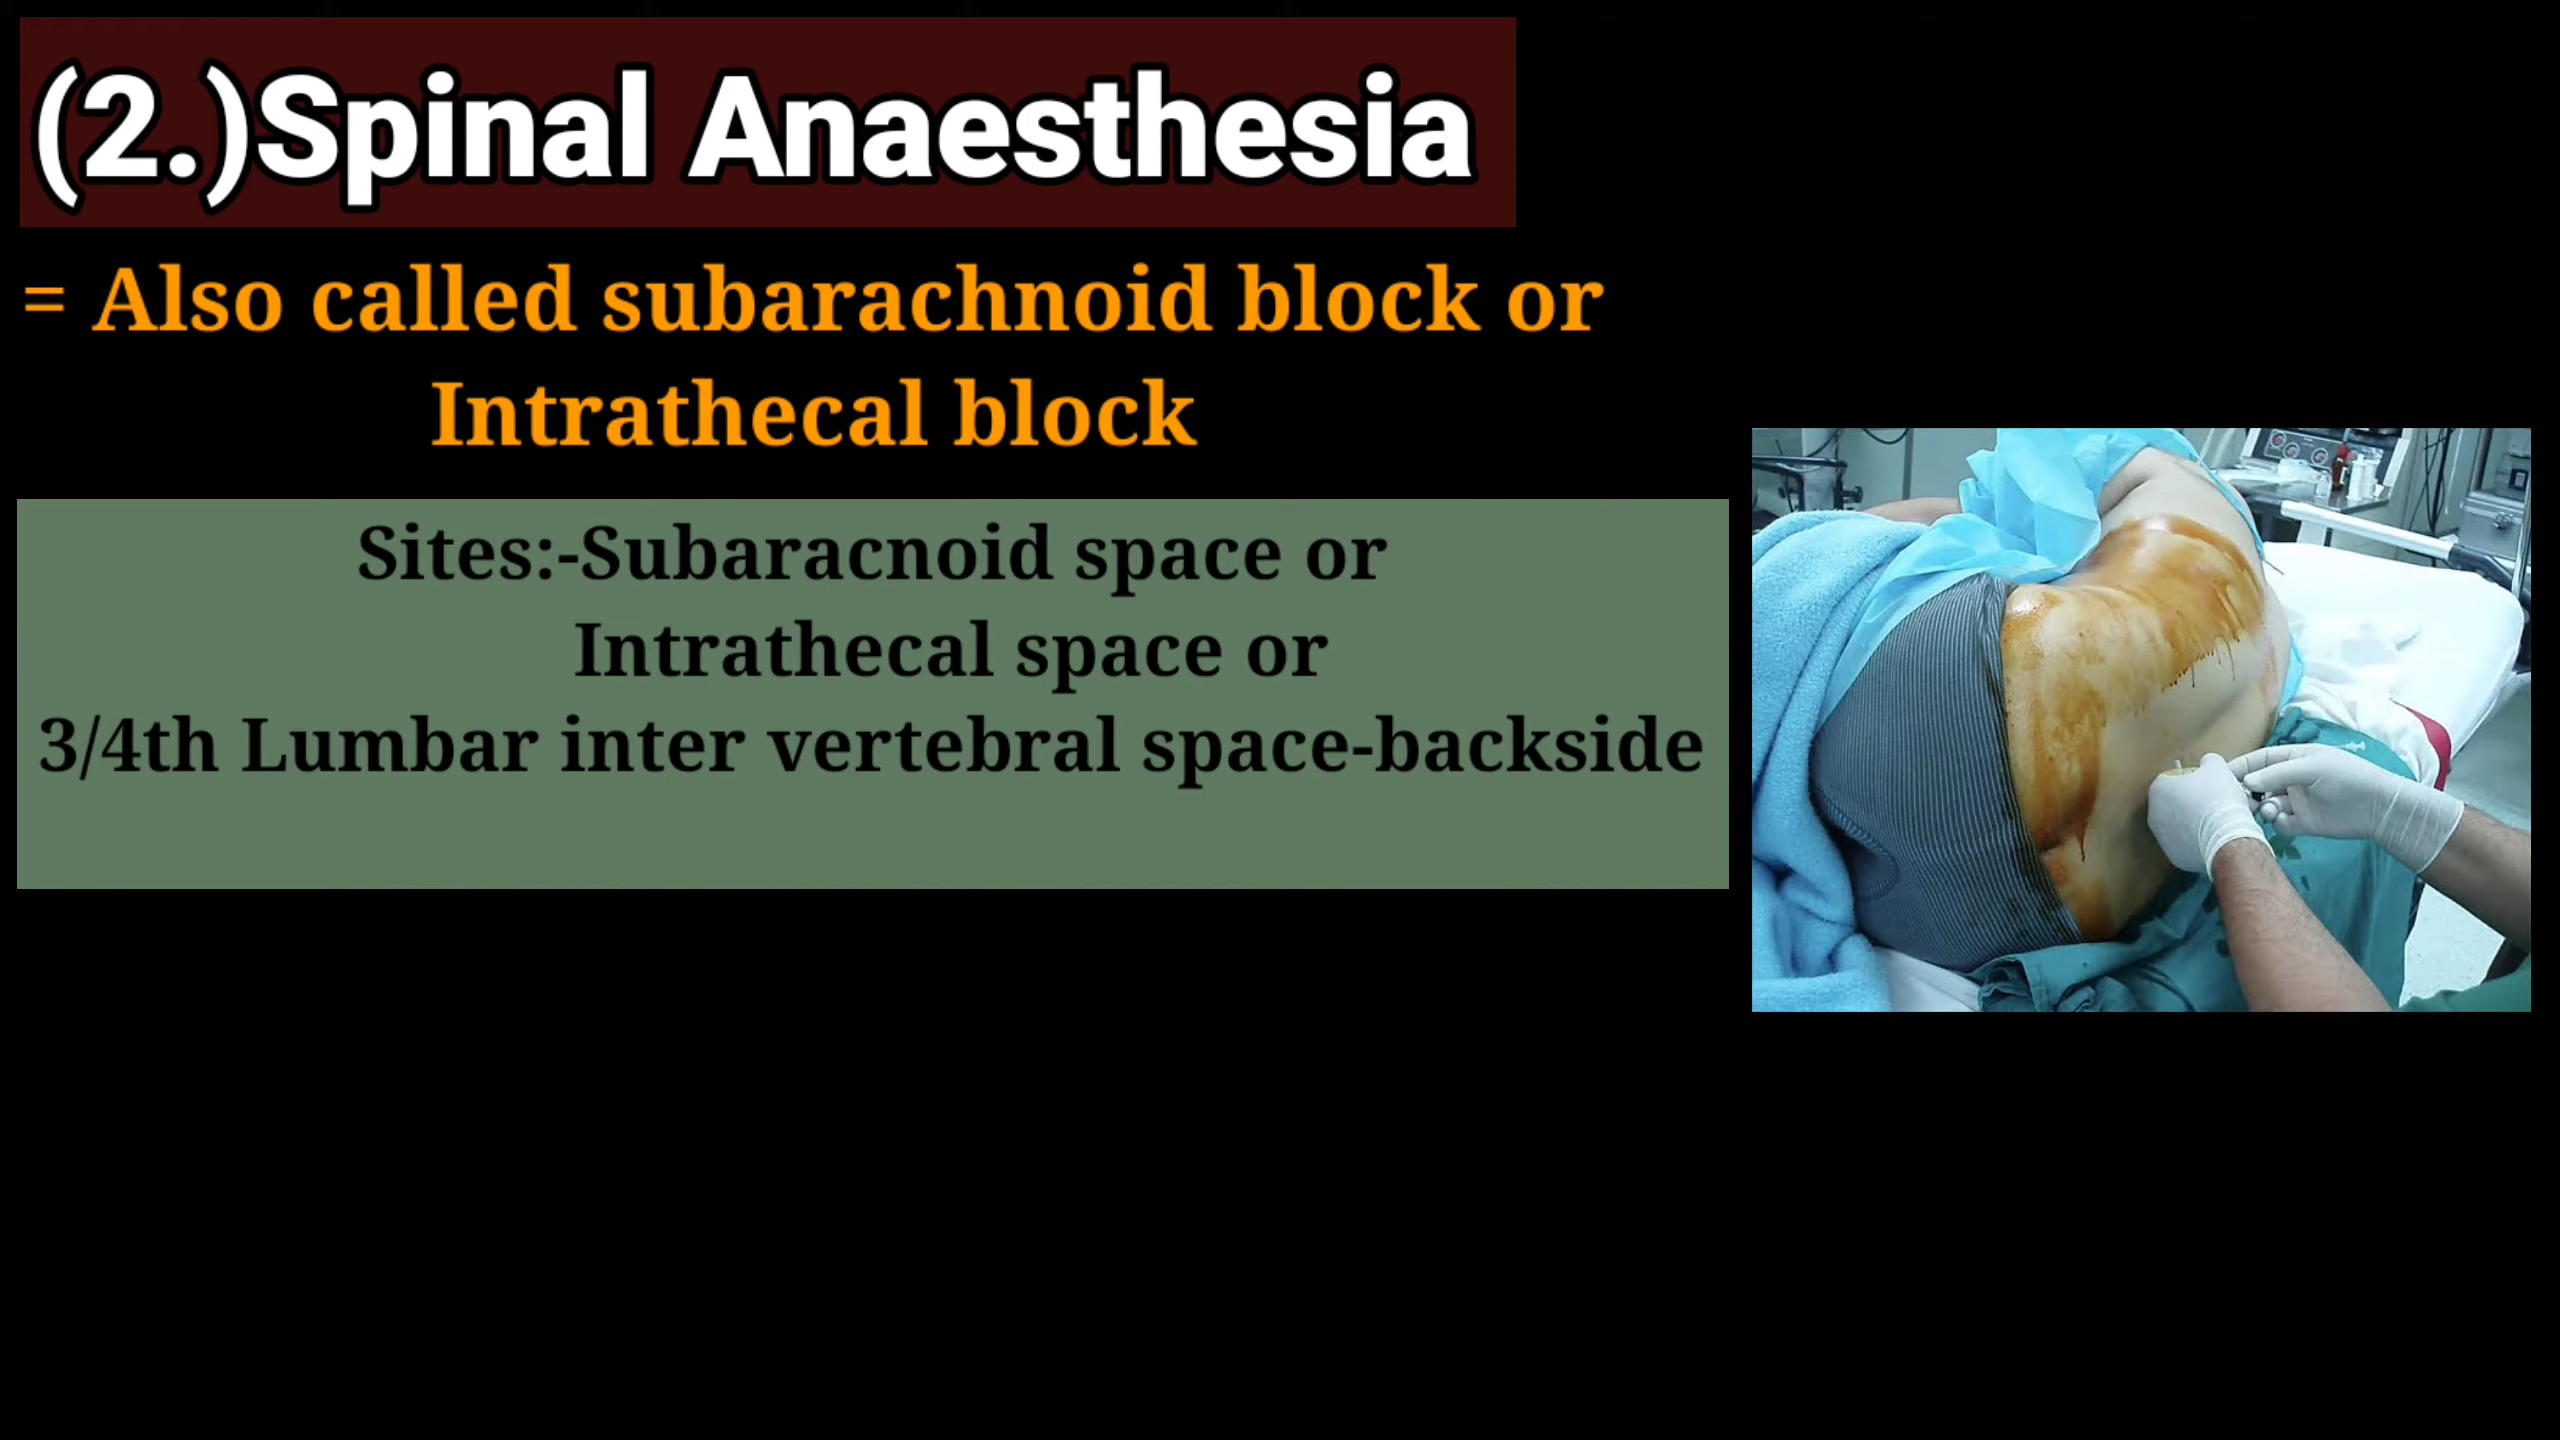 (2.)Spinal Anaesthesia
= Also called subarachnoid block or
Intrathecal block
Sites:-Subaracnoid space or
Intrathecal space or
3/4th Lumbar inter vertebral space-backside